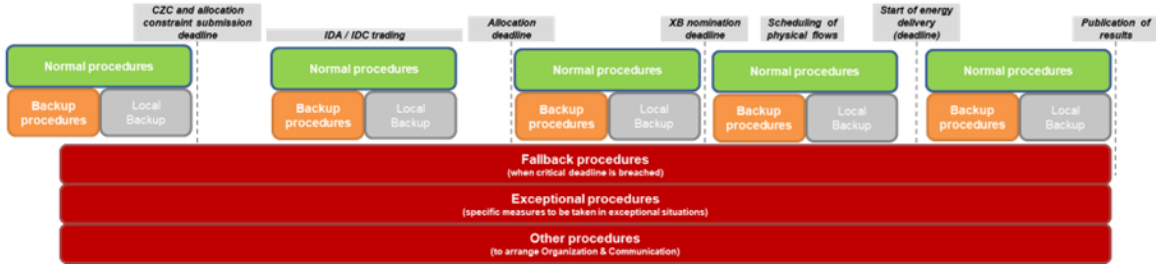 CZC and allocation
constraint submission
deadline
IDA / IDC trading
Allocation
deadline
XB nomination
deadline
Scheduling of
physical flows
Start of energy
delivery
(deadline)
Publication of
results
Normal procedures
Normal procedures
Normal procedures
Normal procedures
Normal procedures
Backup
procedures
Local
Backup
Backup
procedures
Local
Backup
Backup
procedures
Local
Backup
Backup
procedures
Local
Backup
Backup
procedures
Local
Backup
Fallback procedures
(when critical deadline is breached)
Exceptional procedures
(specific measures to be taken in exceptional situations)
Other procedures
(to arrange Organization & Communication)